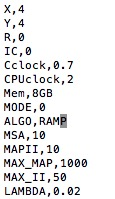 X,4
Y,4
R,0
IC,0
Cclock,0.7
CPUclock,2
Mem,8GB
MODE,0
ALGO,RAMP
MSA,10
MAPII,10
MAX_MAP,1000
MAX_II,50
LAMBDA,0.02